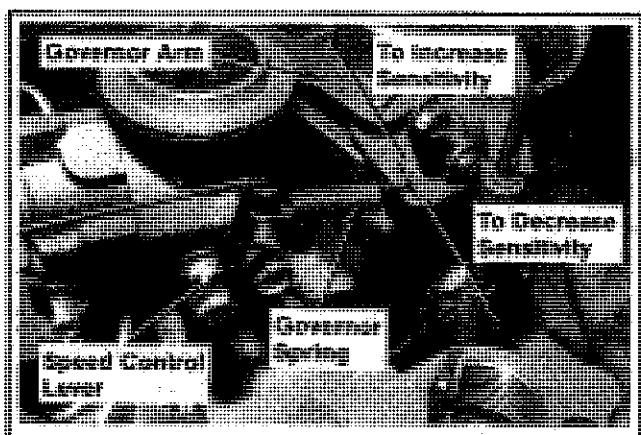 Governor Arm
To Increase
Sensitivity
To Decrease
Sensitivity
Governor
Spring
Speed Control
Lever